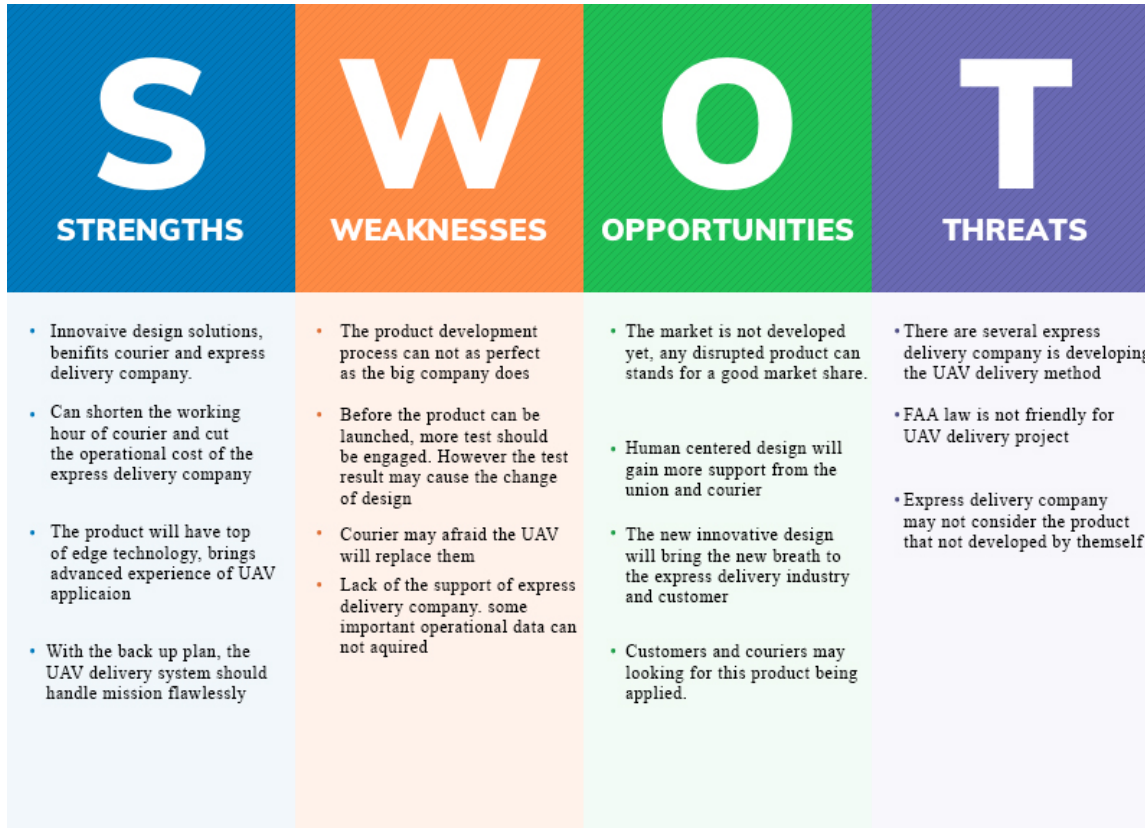 S
STRENGTHS
• Innovaive design solutions,
benifits courier and express
delivery company.
• Can shorten the working
hour of courier and cut
the operational cost of the
express delivery company
• The product will have top
of edge technology, brings
advanced experience of UAV
applicaion
• With the back up plan, the
UAV delivery system should
handle mission flawlessly
W
WEAKNESSES
• The product development
process can not as perfect
as the big company does
• Before the product can be
launched, more test should
be engaged. However the test
result may cause the change
of design
• Courier may afraid the UAV
will replace them
• Lack of the support of express
delivery company. some
important operational data can
not aquired
O
OPPORTUNITIES
• The market is not developed
yet, any disrupted product can
stands for a good market share.
• Human centered design will
gain more support from the
union and courier
• The new innovative design
will bring the new breath to
the express delivery industry
and customer
• Customers and couriers may
looking for this product being
applied.
T
THREATS
• There are several express
delivery company is developing
the UAV delivery method
• FAA law is not friendly for
UAV delivery project
• Express delivery company
may not consider the product
that not developed by themself